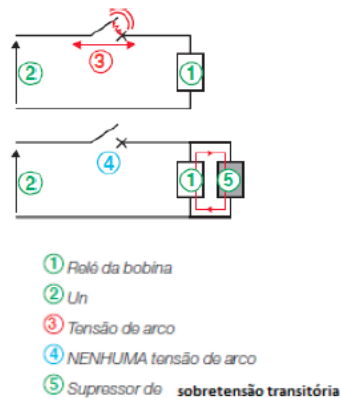 3
2
1
4
2
1
5
1 Relé da bobina
2 Un
3 Tensão de arco
4 NENHUMA tensão de arco
5 Supressor de sobretensão transitória